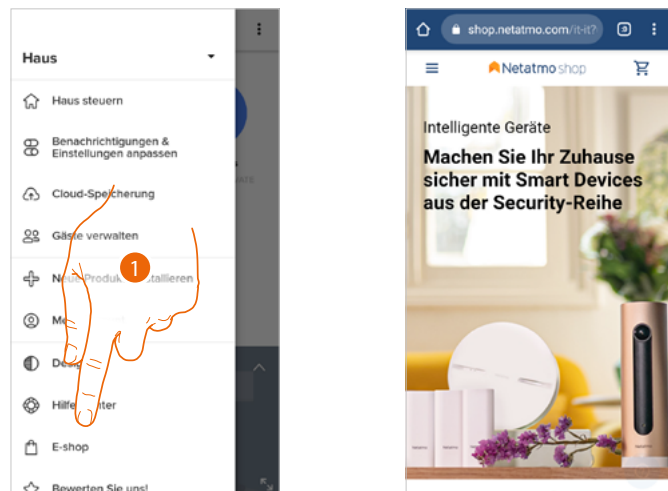 Haus
Haus steuern
Benachrichtigungen &
Einstellungen anpassen
Cloud-Speicherung
Gäste verwalten
1
Design
E-shop
Bewerten Sie uns!
shop.netatmo.com/it-it?
Netatmo shop
Intelligente Geräte
Machen Sie Ihr Zuhause
sicher mit Smart Devices
aus der Security-Reihe